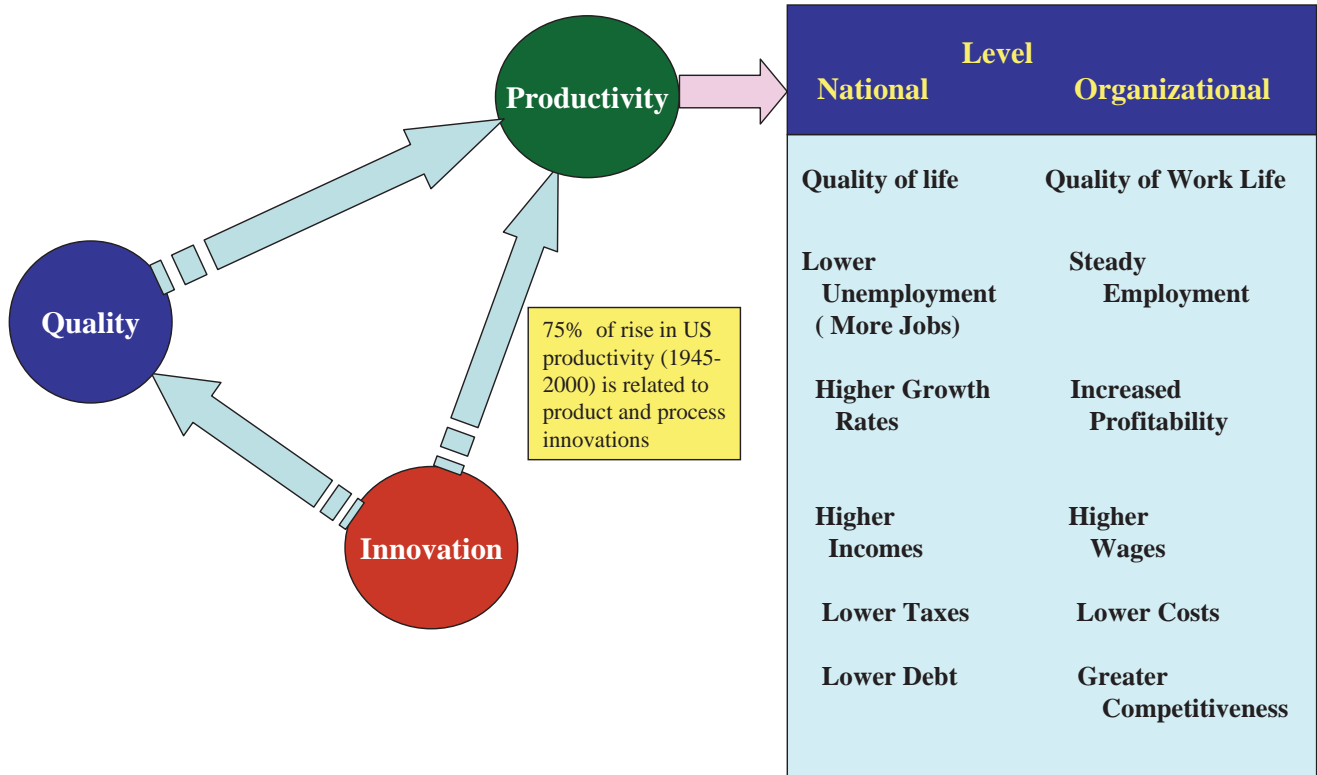 Productivity
Quality
Innovation
75% of rise in US
productivity (1945-
2000) is related to
product and process
innovations
Level
National Organizational
Quality of life Quality of Work Life
Lower Steady
Unemployment Employment
( More Jobs)
Higher Growth Increased
Rates Profitability
Higher Higher
Incomes Wages
Lower Taxes Lower Costs
Lower Debt Greater
Competitiveness